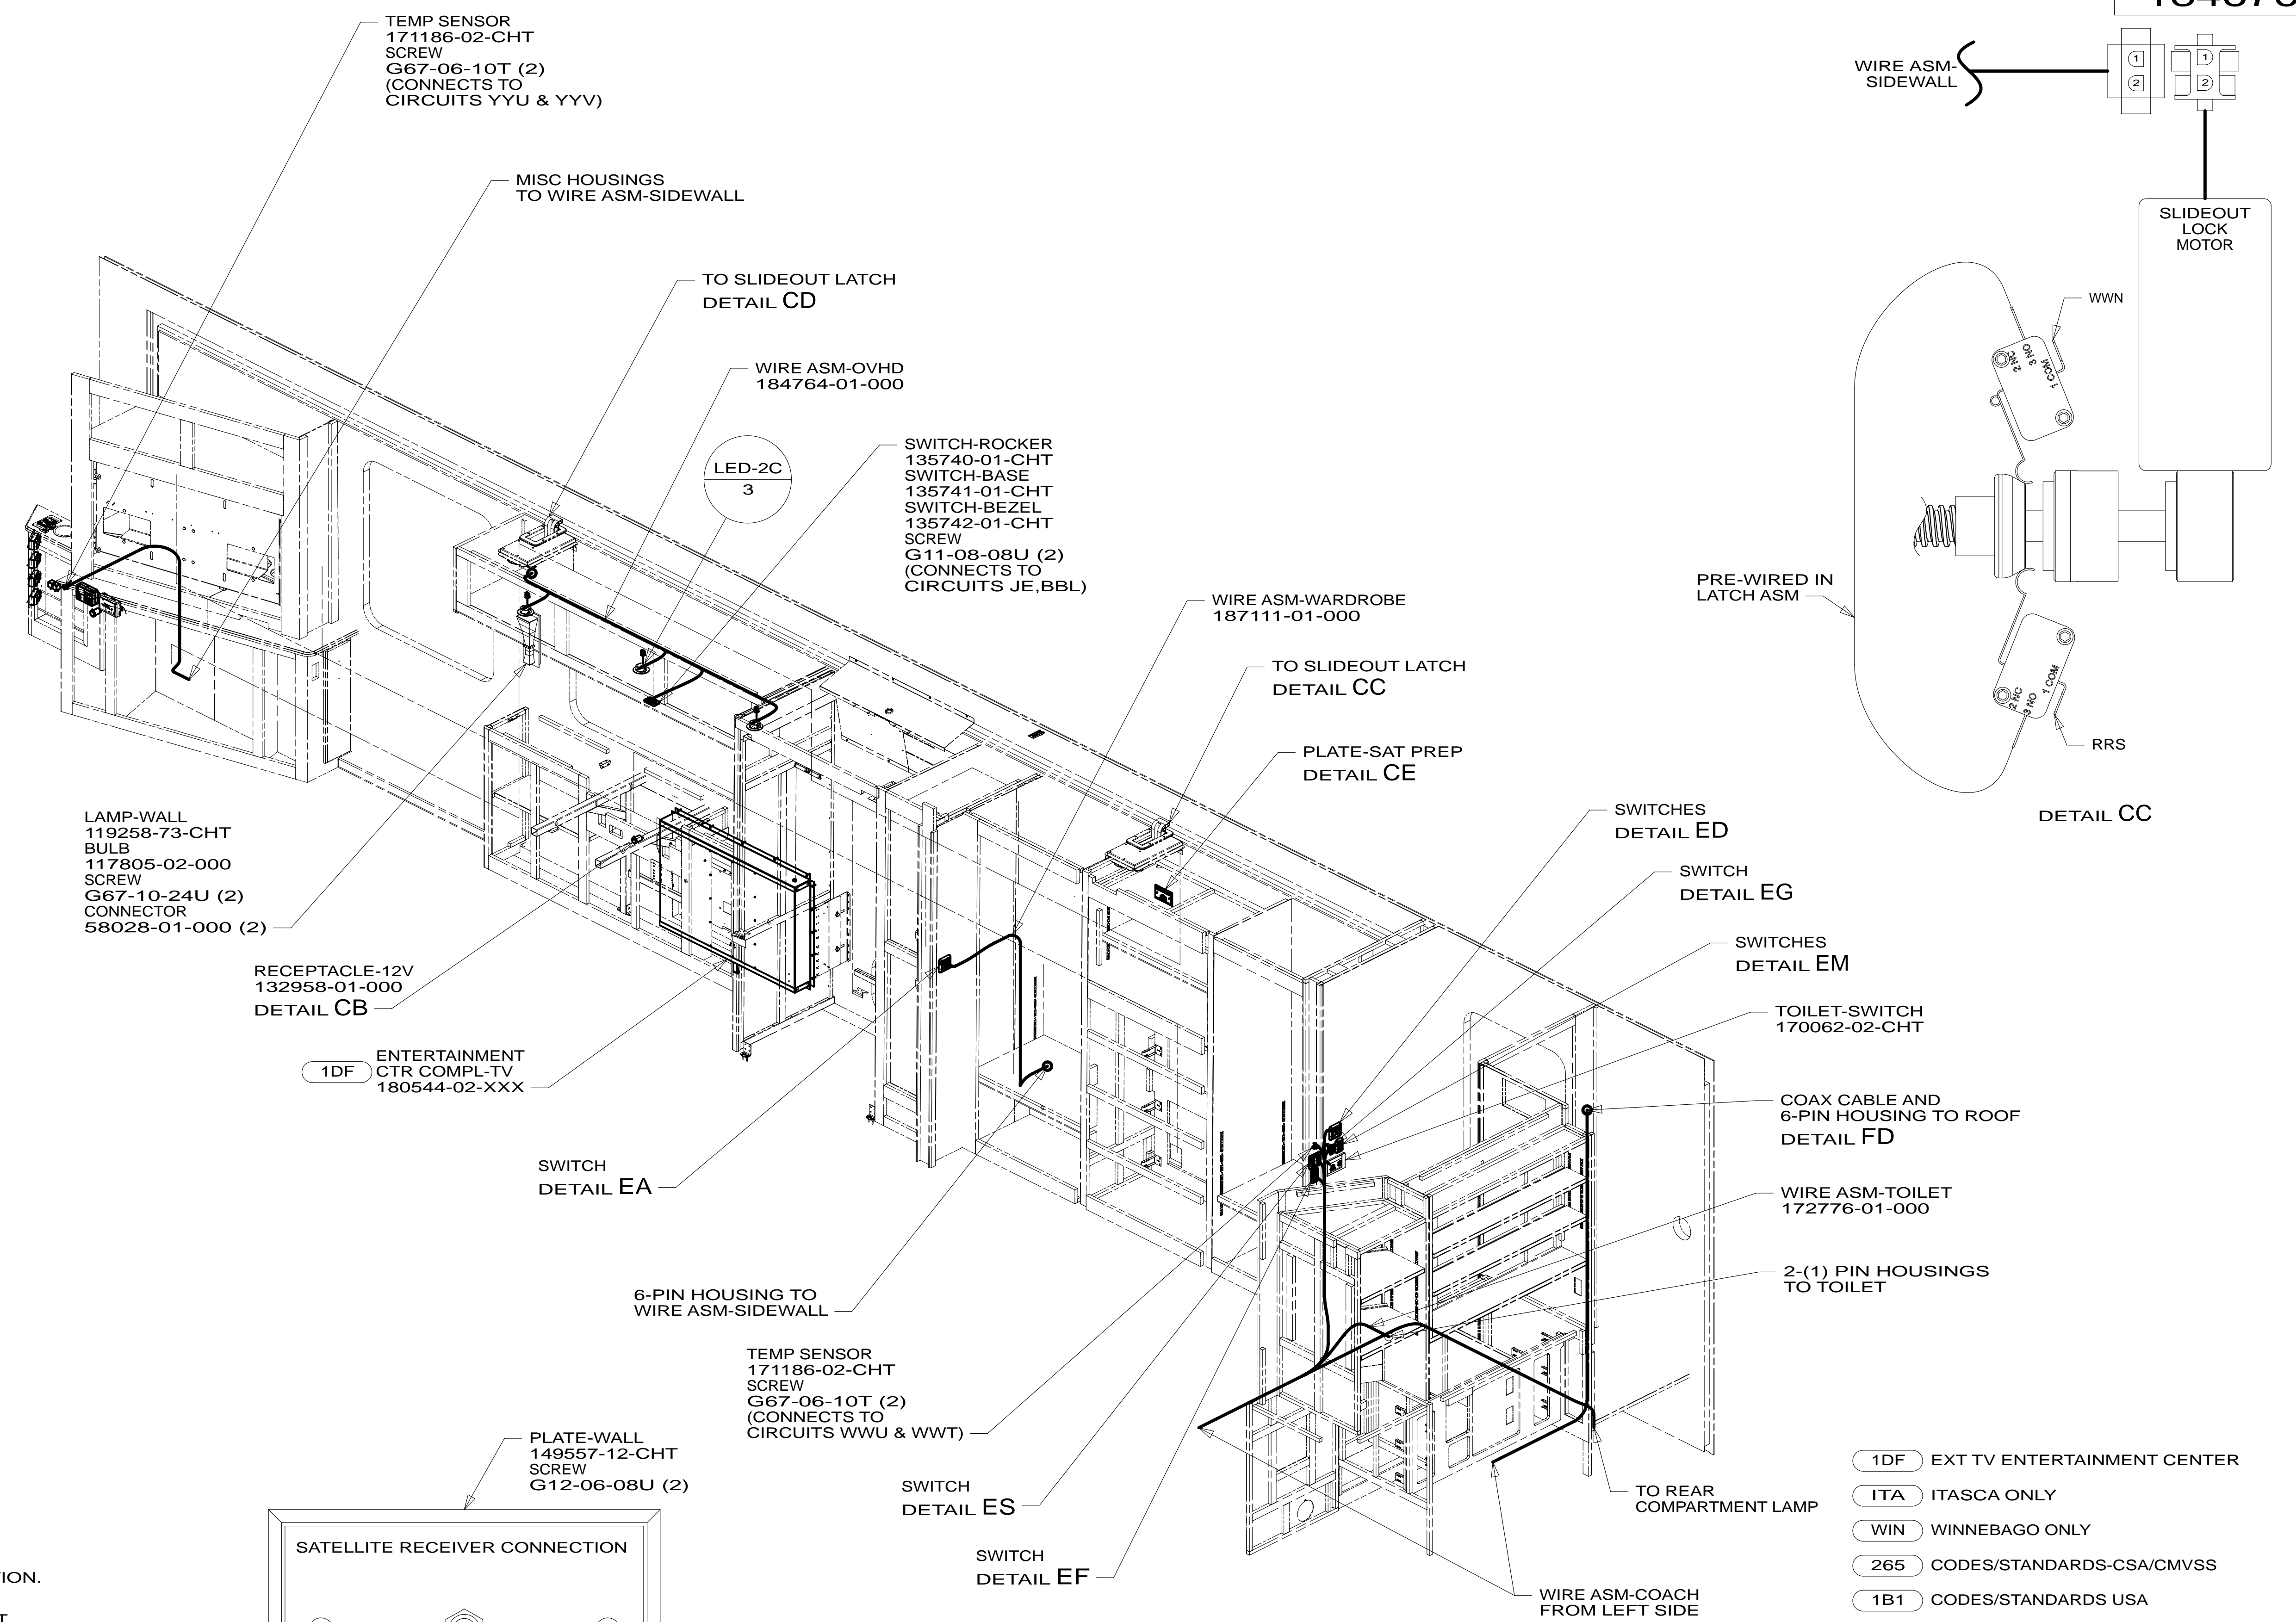 TEMP SENSOR
171186-02-CHT
SCREW
G67-06-10T (2)
(CONNECTS TO
CIRCUITS YYU & YYV)
MISC HOUSINGS
TO WIRE ASM-SIDEWALL
TO SLIDEOUT LATCH
DETAIL CD
WIRE ASM-OVHD
184764-01-000
LED-2C
3
SWITCH-ROCKER
135740-01-CHT
SWITCH-BASE
135741-01-CHT
SWITCH-BEZEL
135742-01-CHT
SCREW
G11-08-08U (2)
(CONNECTS TO
CIRCUITS JE,BBL)
WIRE ASM-WARDROBE
187111-01-000
TO SLIDEOUT LATCH
DETAIL CC
PLATE-SAT PREP
DETAIL CE
SWITCHES
DETAIL ED
SWITCH
DETAIL EG
SWITCHES
DETAIL EM
TOILET-SWITCH
170062-02-CHT
COAX CABLE AND
6-PIN HOUSING TO ROOF
DETAIL FD
WIRE ASM-TOILET
172776-01-000
2-(1) PIN HOUSINGS
TO TOILET
TO REAR
COMPARTMENT LAMP
WIRE ASM-COACH
FROM LEFT SIDE
LAMP-WALL
119258-73-CHT
BULB
117805-02-000
SCREW
G67-10-24U (2)
CONNECTOR
58028-01-000 (2)
RECEPTACLE-12V
132958-01-000
DETAIL CB
1DF
ENTERTAINMENT
CTR COMPL-TV
180544-02-XXX
SWITCH
DETAIL EA
6-PIN HOUSING TO
WIRE ASM-SIDEWALL
TEMP SENSOR
171186-02-CHT
SCREW
G67-06-10T (2)
(CONNECTS TO
CIRCUITS WWU & WWT)
SWITCH
DETAIL ES
SWITCH
DETAIL EF
PLATE-WALL
149557-12-CHT
SCREW
G12-06-08U (2)
SATELLITE RECEIVER CONNECTION
WIRE ASM-
SIDEWALL
1
2
1
2
SLIDEOUT
LOCK
MOTOR
WWN
2 NC
3 NO
1 COM
PRE-WIRED IN
LATCH ASM
2 NC
3 NO
1 COM
RRS
DETAIL CC
1DF EXT TV ENTERTAINMENT CENTER
ITA ITASCA ONLY
WIN WINNEBAGO ONLY
265 CODES/STANDARDS-CSA/CMVSS
1B1 CODES/STANDARDS USA